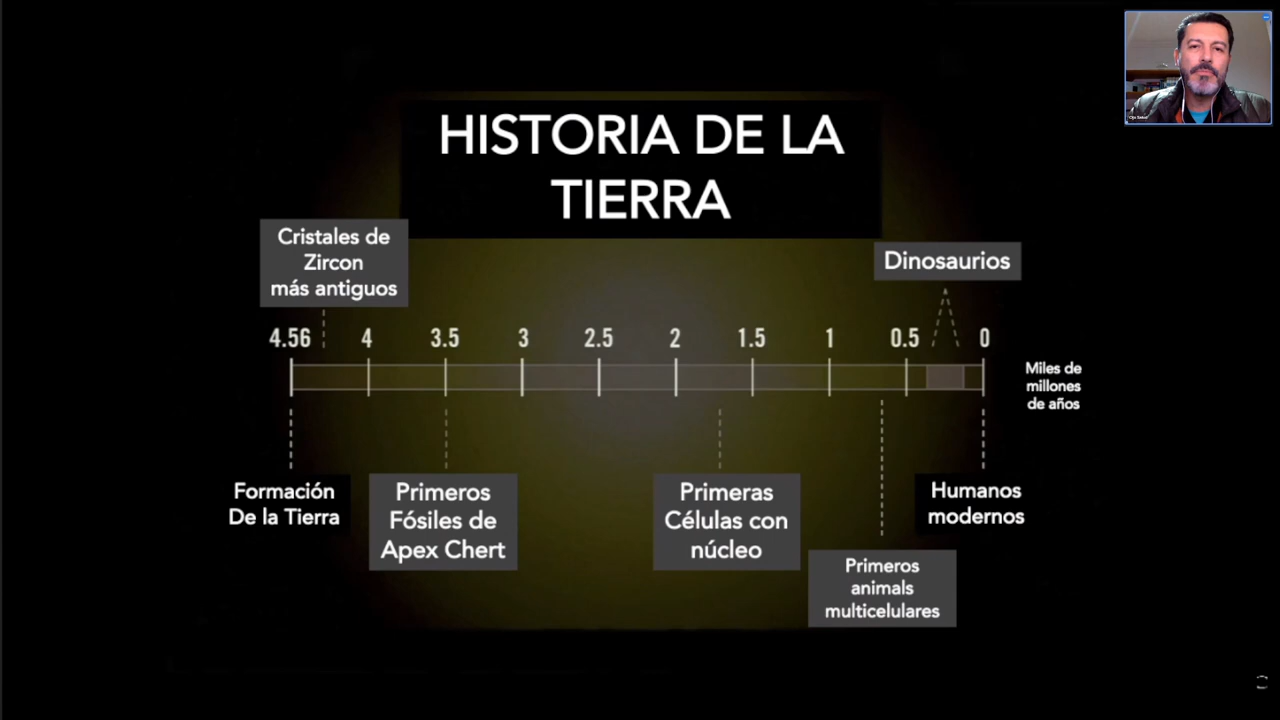 HISTORIA DE LA
TIERRA
Cristales de
Zircon
más antiguos
Dinosaurios
4.56 4 3.5 3 2.5 2 1.5 1 0.5 0
Miles de
millones
de años
Formación
De la Tierra
Primeros
Fósiles de
Apex Chert
Primeras
Células con
núcleo
Humanos
modernos
Primeros
animals
multicelulares